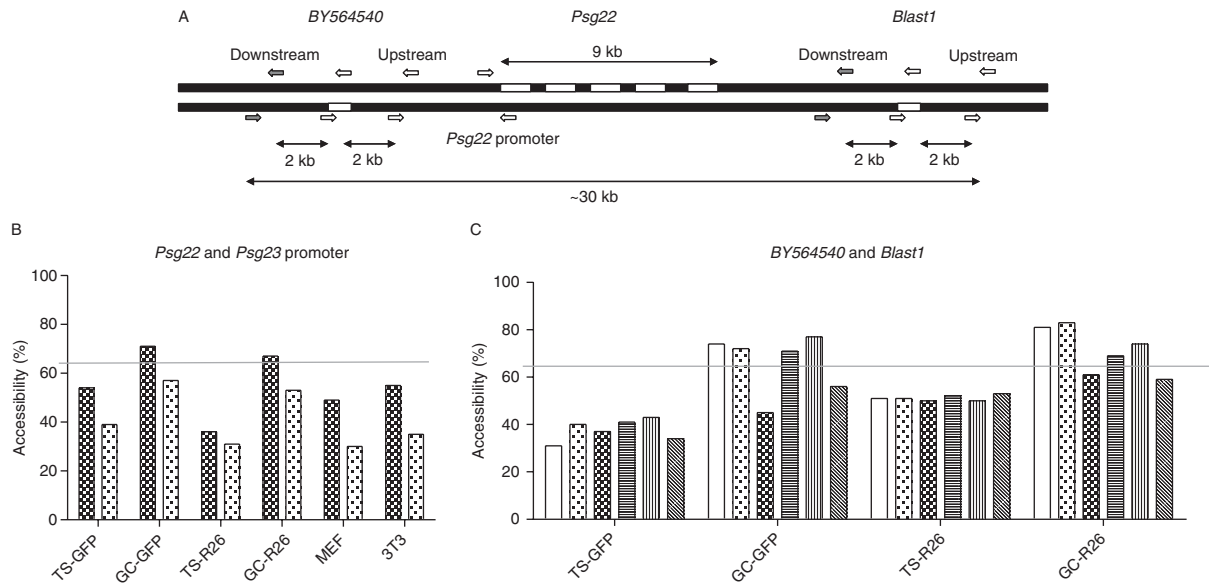 A
BY564540 Psg22 Blast1
Downstream Upstream 9 kb Downstream Upstream
Psg22 promoter
2 kb 2 kb 2 kb 2 kb
~30 kb
B
Psg22 and Psg23 promoter
Accessibility (%)
100
80
60
40
20
0
TS-GFP GC-GFP TS-R26 GC-R26 MEF 3T3
C
BY564540 and Blast1
Accessibility (%)
100
80
60
40
20
0
TS-GFP GC-GFP TS-R26 GC-R26